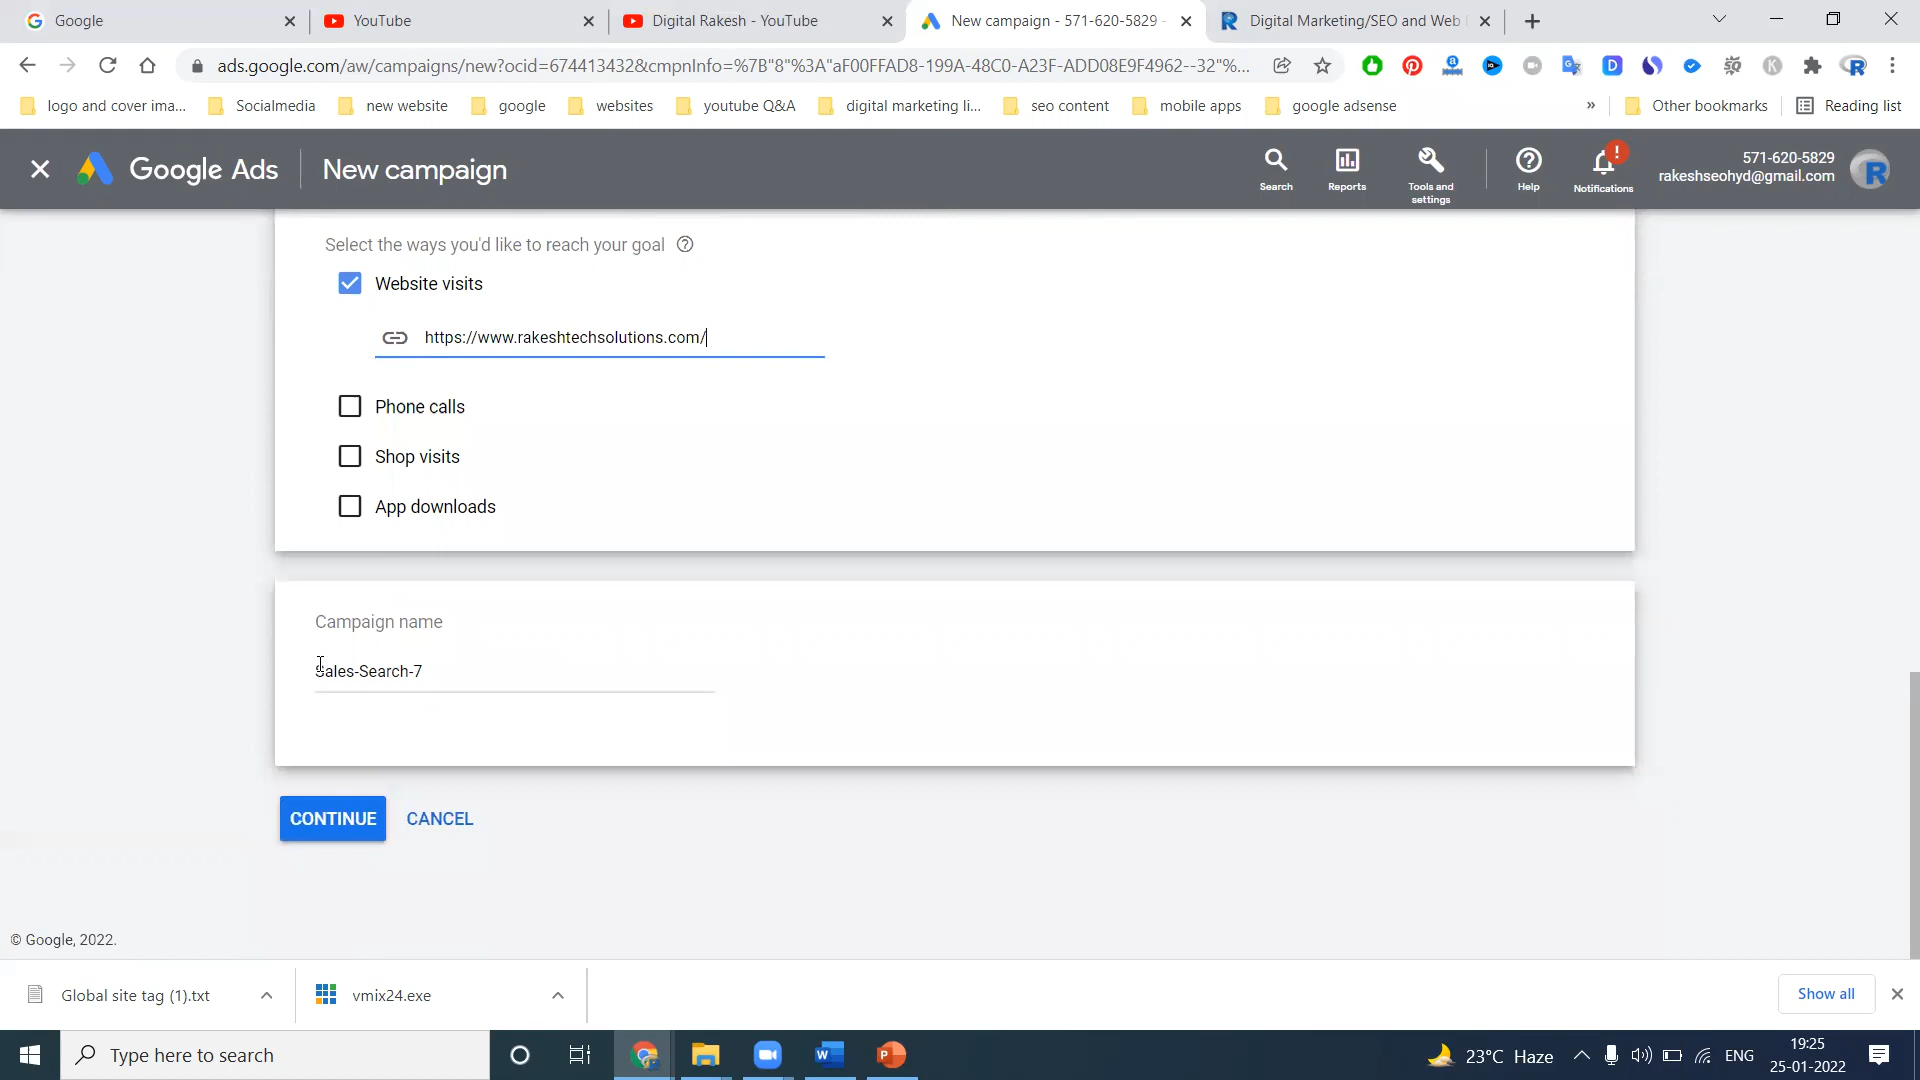 Google
YouTube
Digital Rakesh - YouTube
New campaign - 571-620-5829 -
Digital Marketing/SEO and Web
ads.google.com/aw/campaigns/new?ocid=674413432&cmpnInfo=%7B"8"%3A"aF00FFAD8-199A-48C0-A23F-ADD08E9F4962--32"%...
logo and cover ima...
Socialmedia
new website
google
websites
youtube Q&A
digital marketing li...
seo content
mobile apps
google adsense
»
Other bookmarks
Reading list
Google Ads
New campaign
Search
Reports
Tools and
settings
Help
Notifications
571-620-5829
rakeshseohyd@gmail.com
Select the ways you'd like to reach your goal
Website visits
https://www.rakeshtechsolutions.com/
Phone calls
Shop visits
App downloads
Campaign name
Sales-Search-7
CONTINUE
CANCEL
© Google, 2022.
Global site tag (1).txt
vmix24.exe
Show all
Type here to search
23°C Haze
ENG
19:25
25-01-2022